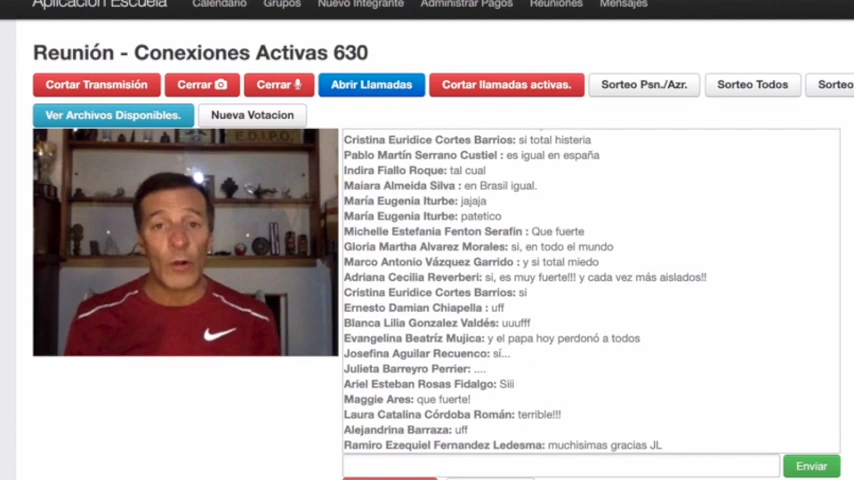 Aplicación Escuela Calendario Grupos Nuevo Integrante Administrar Pagos Reuniones Mensajes
Reunión - Conexiones Activas 630
Cortar Transmisión Cerrar Cerrar Abrir Llamadas Cortar llamadas activas. Sorteo Psn./Azr. Sorteo Todos Sorteo
Ver Archivos Disponibles. Nueva Votacion
E.D.I.P.O.
Cristina Euridice Cortes Barrios: si total histeria
Pablo Martín Serrano Custiel : es igual en españa
Indira Fiallo Roque: tal cual
Maiara Almeida Silva : en Brasil igual.
María Eugenia Iturbe: jajaja
María Eugenia Iturbe: patetico
Michelle Estefania Fenton Serafin : Que fuerte
Gloria Martha Alvarez Morales: si, en todo el mundo
Marco Antonio Vázquez Garrido : y si total miedo
Adriana Cecilia Reverberi: si, es muy fuerte!!! y cada vez más aislados!!
Cristina Euridice Cortes Barrios: si
Ernesto Damian Chiapella : uff
Blanca Lilia Gonzalez Valdés: uuufff
Evangelina Beatríz Mujica: y el papa hoy perdonó a todos
Josefina Aguilar Recuenco: sí...
Julieta Barreyro Perrier: ....
Ariel Esteban Rosas Fidalgo: Siii
Maggie Ares: que fuerte!
Laura Catalina Córdoba Román: terrible!!!
Alejandrina Barraza: uff
Ramiro Ezequiel Fernandez Ledesma: muchisimas gracias JL
Enviar